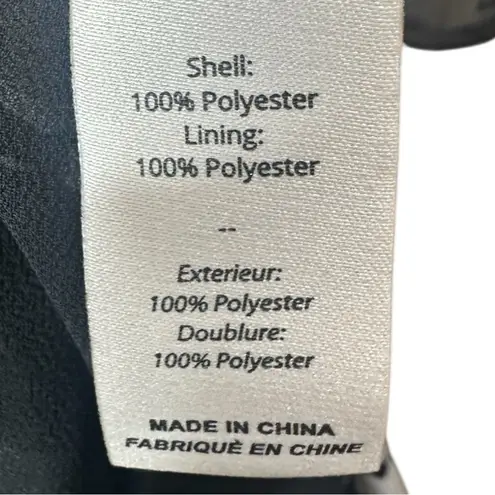 Shell:
100% Polyester
Lining:
100% Polyester
--
Exterieur:
100% Polyester
Doublure:
100% Polyester
MADE IN CHINA
FABRIQUÈ EN CHINE